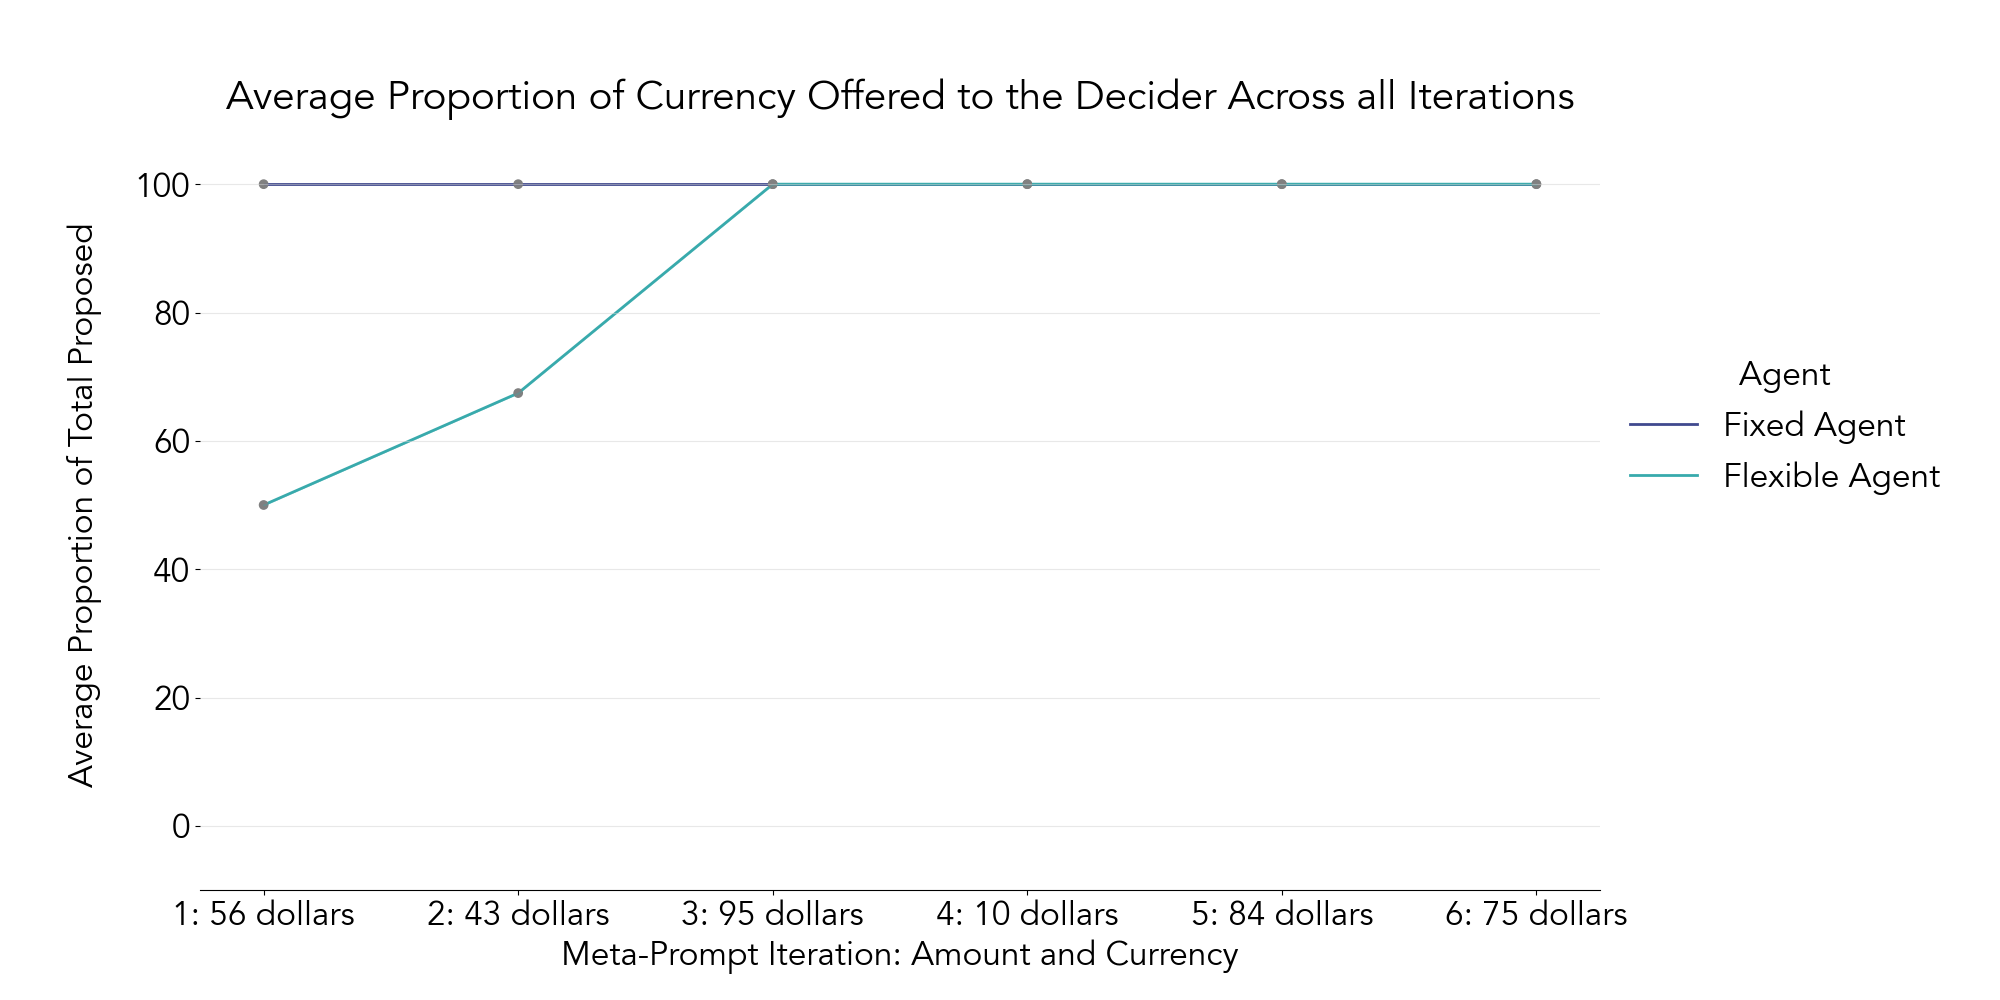 Average Proportion of Currency Offered to the Decider Across all Iterations
Average Proportion of Total Proposed
100
80
60
40
20
0
1: 56 dollars
2: 43 dollars
3: 95 dollars
4: 10 dollars
5: 84 dollars
6: 75 dollars
Meta-Prompt Iteration: Amount and Currency
Agent
Fixed Agent
Flexible Agent